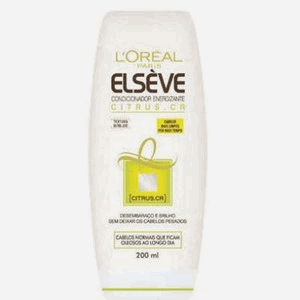 L'ORÉAL
PARIS
ELSÈVE
CONDICIONADOR ENERGIZANTE
CITRUS.CR
[CITRUS.CR]
DESEMBARAÇO E BRILHO
SEM DEIXAR OS CABELOS PESADOS
CABELOS NORMAIS QUE FICAM
OLEOSOS AO LONGO DIA
200 ml